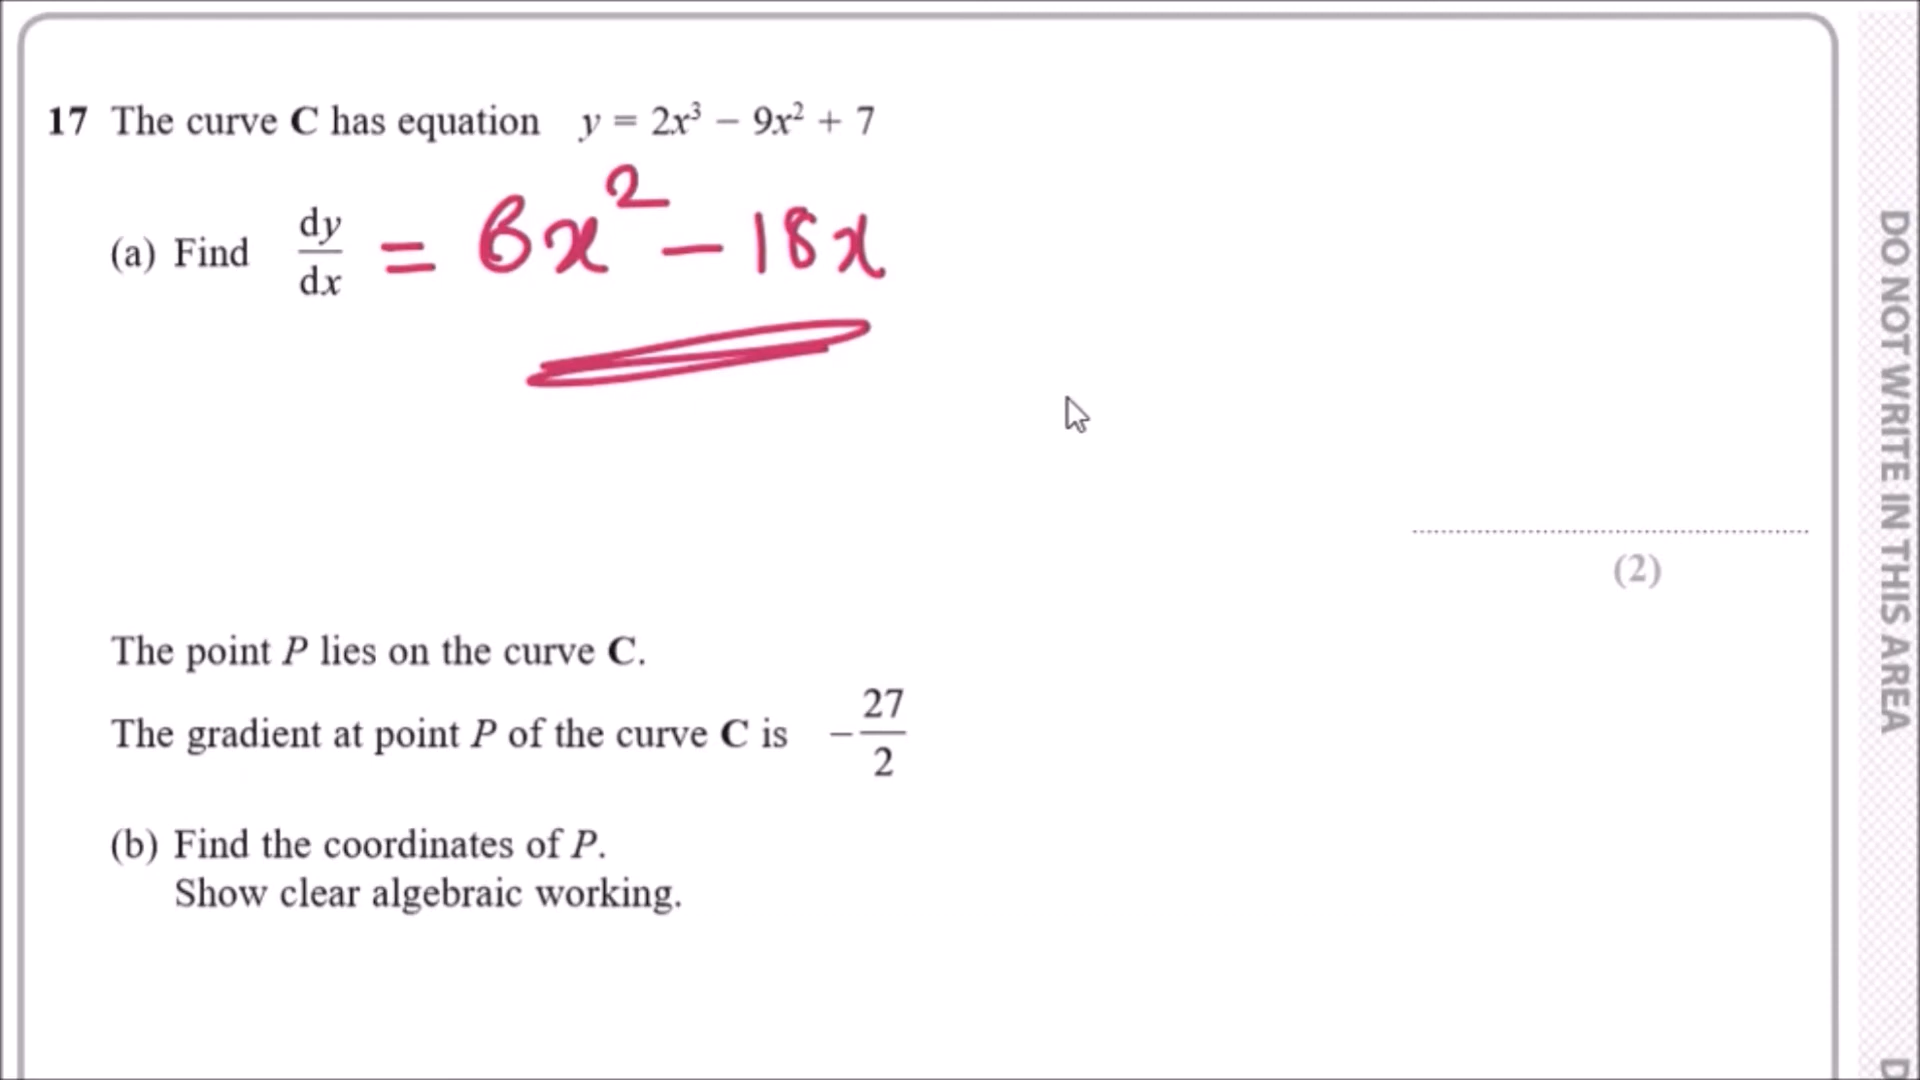 17 The curve C has equation y = 2x³ − 9x² + 7
(a) Find dy/dx = 6x² − 18x
(2)
The point P lies on the curve C.
The gradient at point P of the curve C is −27/2
(b) Find the coordinates of P.
Show clear algebraic working.
DO NOT WRITE IN THIS AREA
D